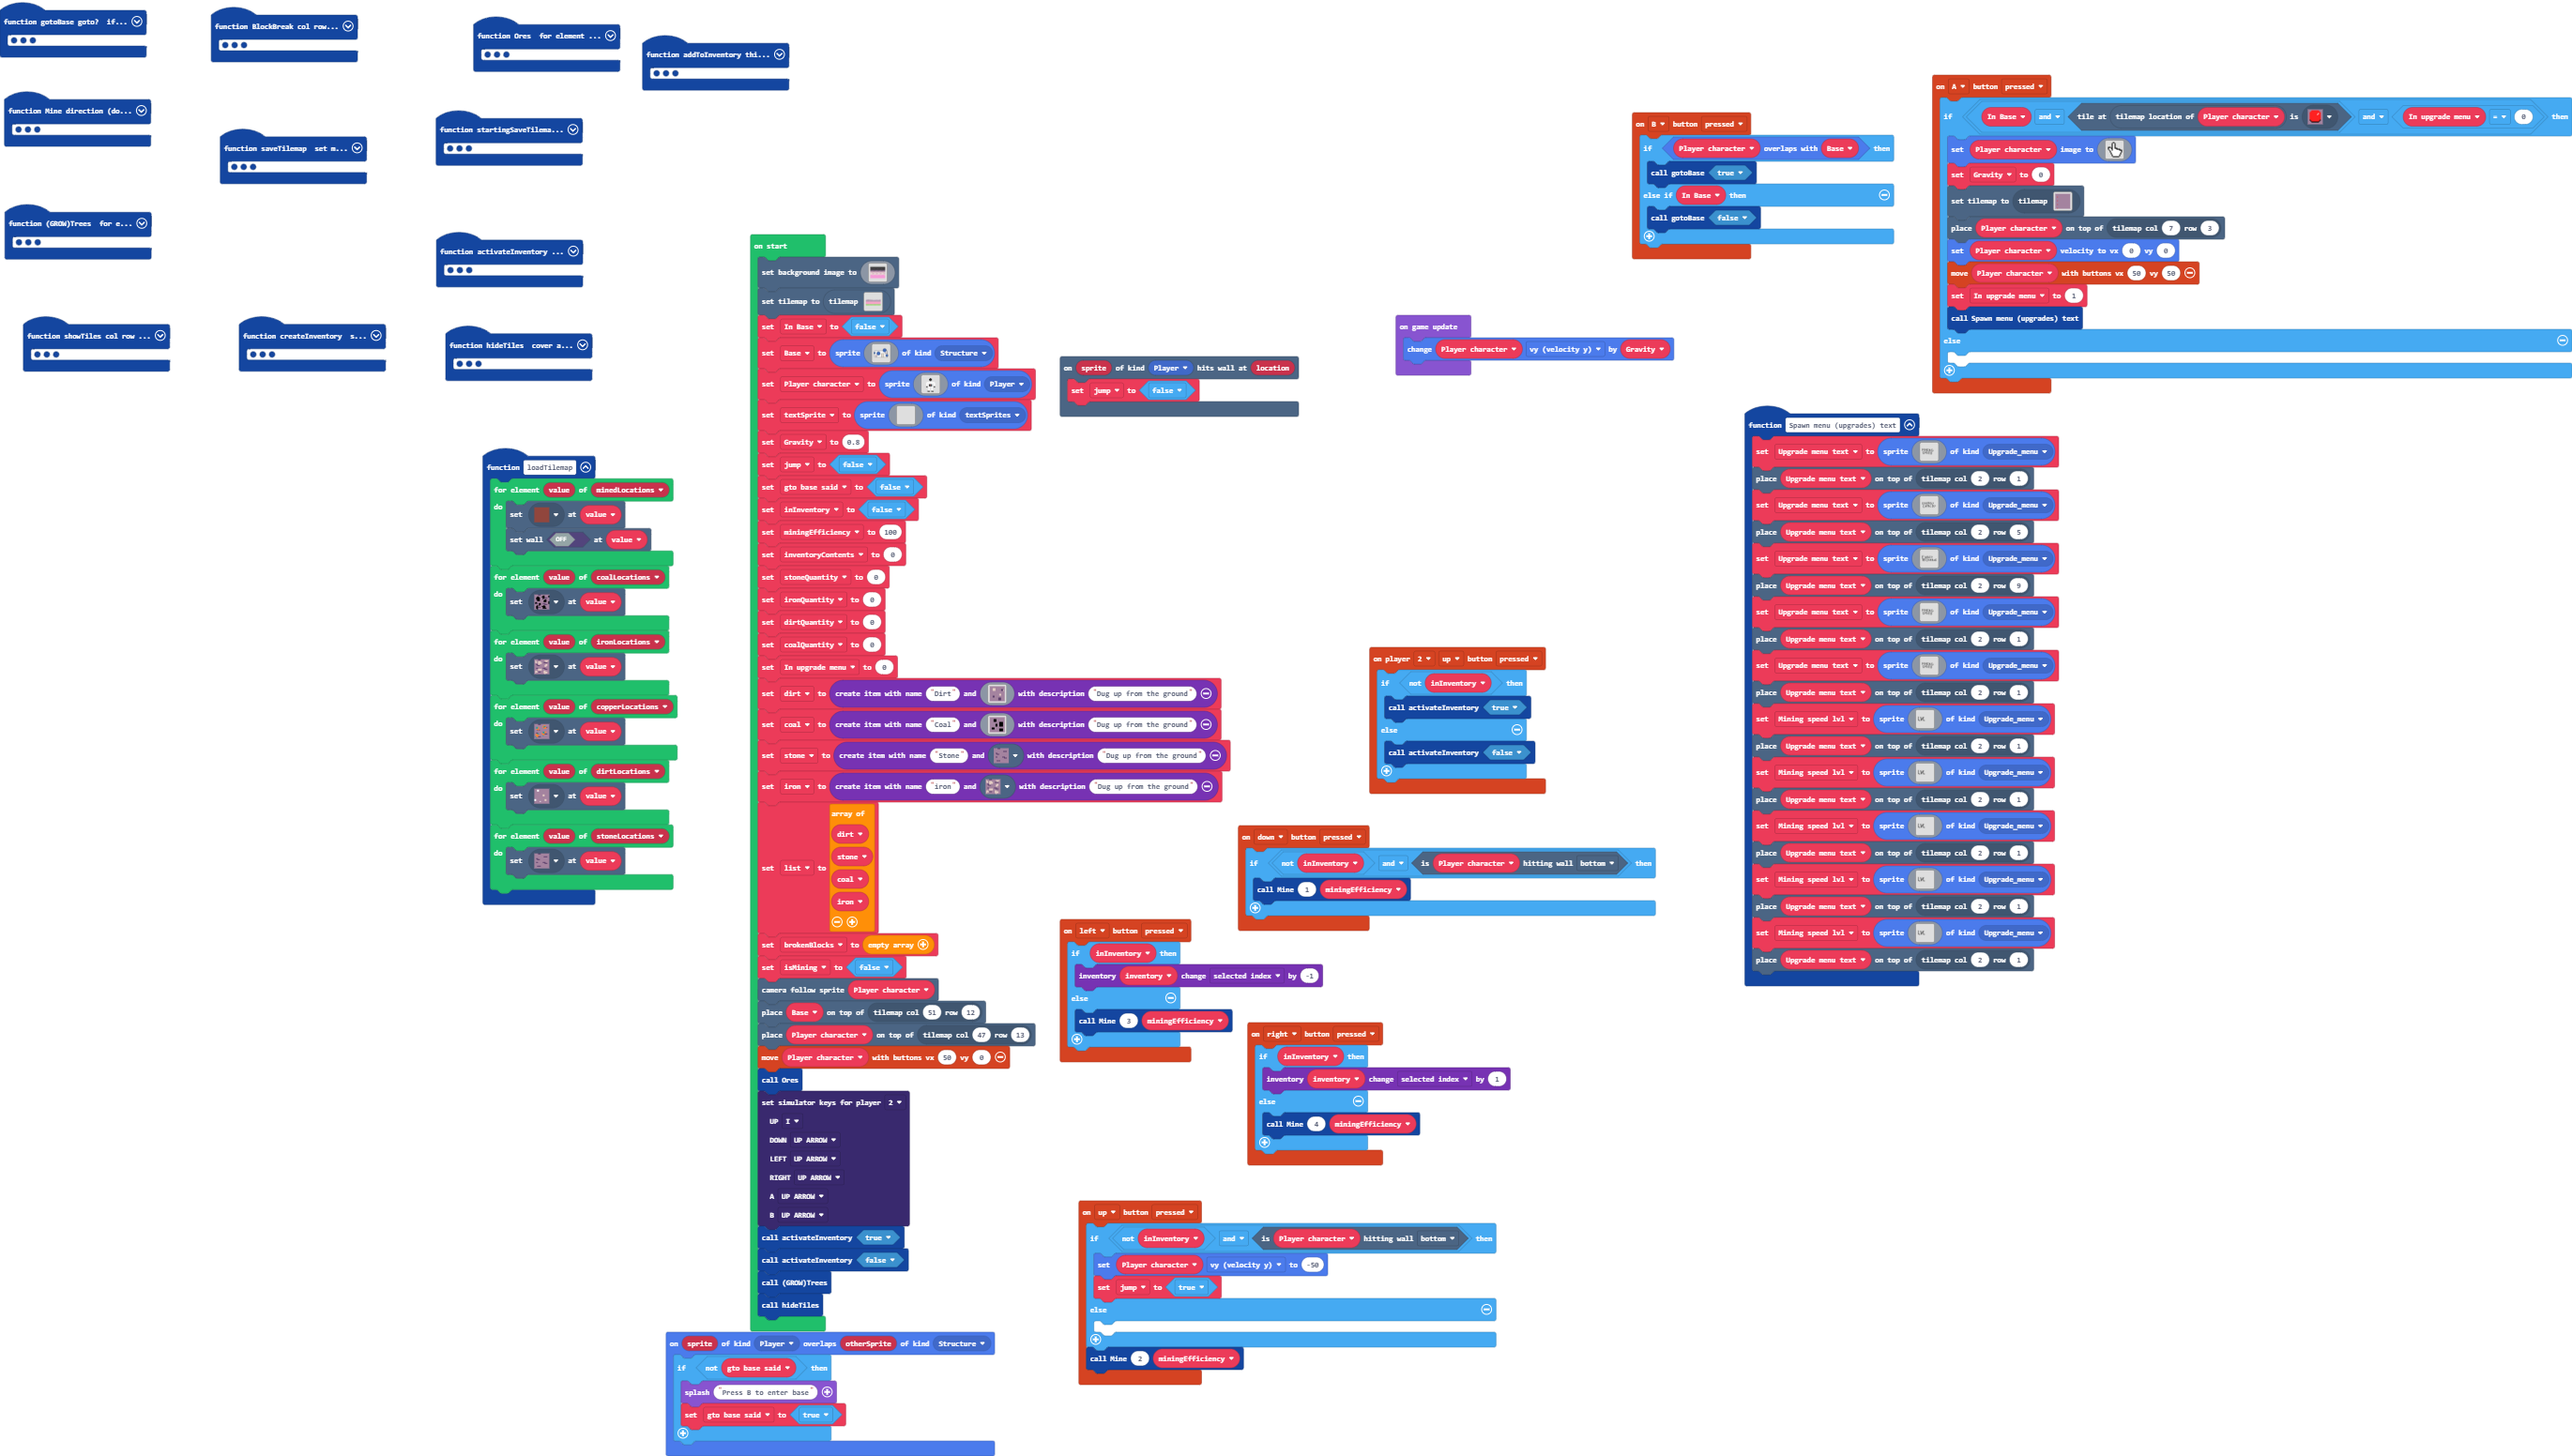 function gotoBase goto? if...
function BlockBreak col row...
function Ores for element ...
function addToInventory thi...
function Mine direction (do...
function saveTilemap set m...
function startingSaveTilema...
function (GROW)Trees for e...
function activateInventory ...
function showTiles col row ...
function createInventory s...
function hideTiles cover a...
function loadTilemap
for element value of minedLocations
do
set at value
set wall OFF at value
for element value of coalLocations
do
set at value
for element value of ironLocations
do
set at value
for element value of copperLocations
do
set at value
for element value of dirtLocations
do
set at value
for element value of stoneLocations
do
set at value
on start
set background image to
set tilemap to tilemap
set In Base to false
set Base to sprite of kind Structure
set Player character to sprite of kind Player
set textSprite to sprite of kind textSprites
set Gravity to 0.8
set jump to false
set gto base said to false
set inInventory to false
set miningEfficiency to 100
set inventoryContents to 0
set stoneQuantity to 0
set ironQuantity to 0
set dirtQuantity to 0
set coalQuantity to 0
set In upgrade menu to 0
set dirt to create item with name "Dirt" and with description "Dug up from the ground"
set coal to create item with name "Coal" and with description "Dug up from the ground"
set stone to create item with name "Stone" and with description "Dug up from the ground"
set iron to create item with name "iron" and with description "Dug up from the ground"
set list to array of
dirt
stone
coal
iron
set brokenBlocks to empty array
set isMining to false
camera follow sprite Player character
place Base on top of tilemap col 51 row 12
place Player character on top of tilemap col 47 row 13
move Player character with buttons vx 50 vy 0
call Ores
set simulator keys for player 2
UP I
DOWN UP ARROW
LEFT UP ARROW
RIGHT UP ARROW
A UP ARROW
B UP ARROW
call activateInventory true
call activateInventory false
call (GROW)Trees
call hideTiles
on sprite of kind Player overlaps otherSprite of kind Structure
if not gto base said then
splash "Press B to enter base"
set gto base said to true
on sprite of kind Player hits wall at location
set jump to false
on game update
change Player character vy (velocity y) by Gravity
on player 2 up button pressed
if not inInventory then
call activateInventory true
else
call activateInventory false
on down button pressed
if not inInventory and is Player character hitting wall bottom then
call Mine 1 miningEfficiency
on left button pressed
if inInventory then
inventory inventory change selected index by -1
else
call Mine 3 miningEfficiency
on right button pressed
if inInventory then
inventory inventory change selected index by 1
else
call Mine 4 miningEfficiency
on up button pressed
if not inInventory and is Player character hitting wall bottom then
set Player character vy (velocity y) to -50
set jump to true
else
call Mine 2 miningEfficiency
on B button pressed
if Player character overlaps with Base then
call gotoBase true
else if In Base then
call gotoBase false
on A button pressed
if In Base and tile at tilemap location of Player character is and In upgrade menu = 0 then
set Player character image to
set Gravity to 0
set tilemap to tilemap
place Player character on top of tilemap col 7 row 3
set Player character velocity to vx 0 vy 0
move Player character with buttons vx 50 vy 50
set In upgrade menu to 1
call Spawn menu (upgrades) text
else
function Spawn menu (upgrades) text
set Upgrade menu text to sprite of kind Upgrade_menu
place Upgrade menu text on top of tilemap col 2 row 1
set Upgrade menu text to sprite of kind Upgrade_menu
place Upgrade menu text on top of tilemap col 2 row 5
set Upgrade menu text to sprite of kind Upgrade_menu
place Upgrade menu text on top of tilemap col 2 row 9
set Upgrade menu text to sprite of kind Upgrade_menu
place Upgrade menu text on top of tilemap col 2 row 1
set Upgrade menu text to sprite of kind Upgrade_menu
place Upgrade menu text on top of tilemap col 2 row 1
set Mining speed lvl to sprite of kind Upgrade_menu
place Upgrade menu text on top of tilemap col 2 row 1
set Mining speed lvl to sprite of kind Upgrade_menu
place Upgrade menu text on top of tilemap col 2 row 1
set Mining speed lvl to sprite of kind Upgrade_menu
place Upgrade menu text on top of tilemap col 2 row 1
set Mining speed lvl to sprite of kind Upgrade_menu
place Upgrade menu text on top of tilemap col 2 row 1
set Mining speed lvl to sprite of kind Upgrade_menu
place Upgrade menu text on top of tilemap col 2 row 1